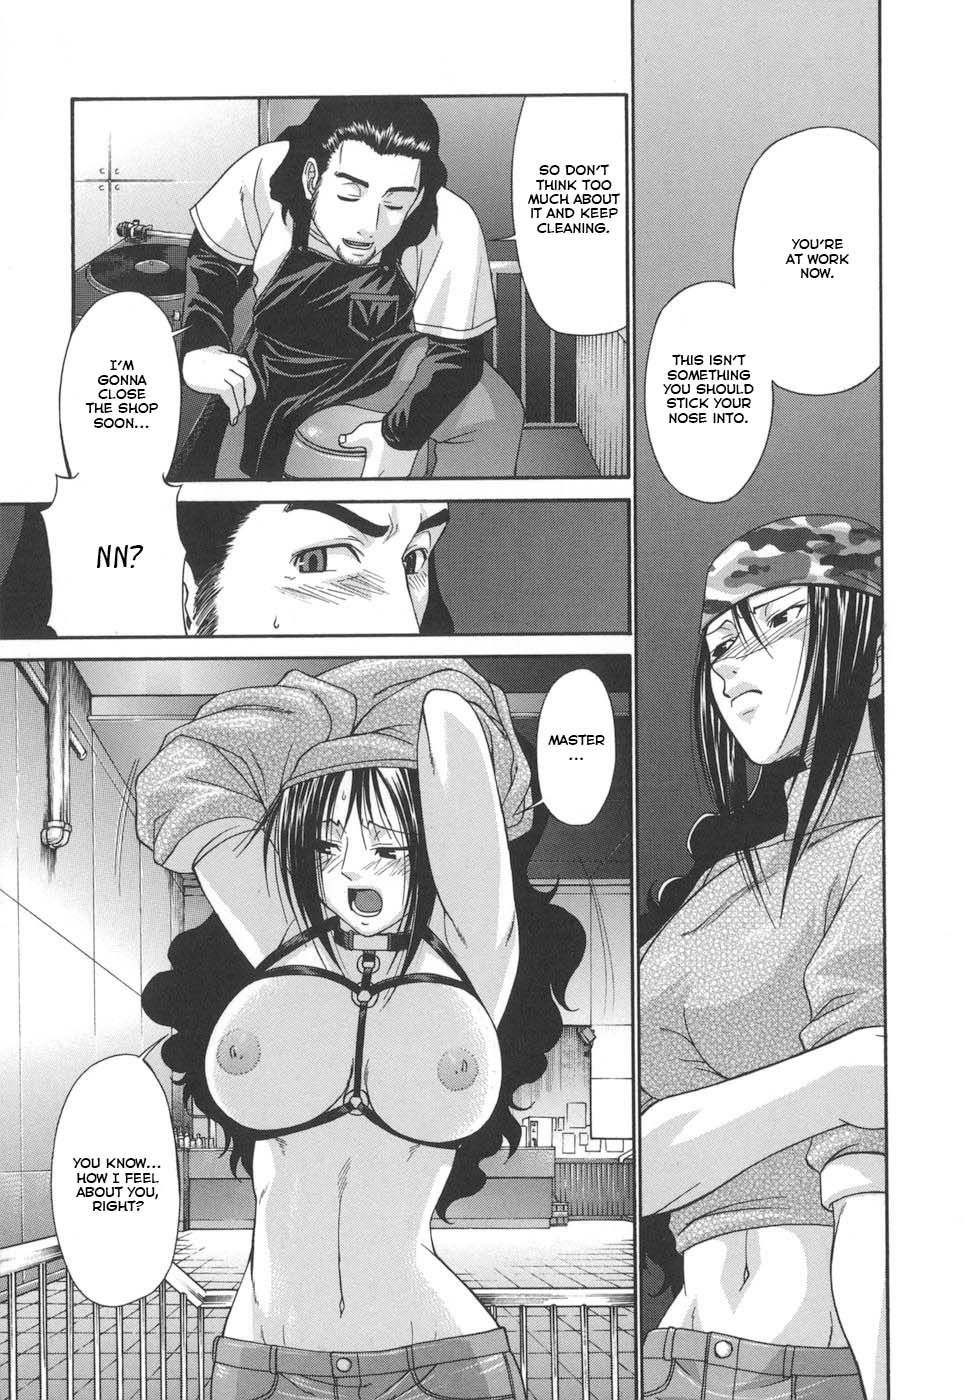 YOU'RE
AT WORK
NOW.
THIS ISN'T
SOMETHING
YOU SHOULD
STICK YOUR
NOSE INTO.
SO DON'T
THINK TOO
MUCH ABOUT
IT AND KEEP
CLEANING.
I'M
GONNA
CLOSE
THE SHOP
SOON...
NN?
MASTER
...
YOU KNOW...
HOW I FEEL
ABOUT YOU,
RIGHT?